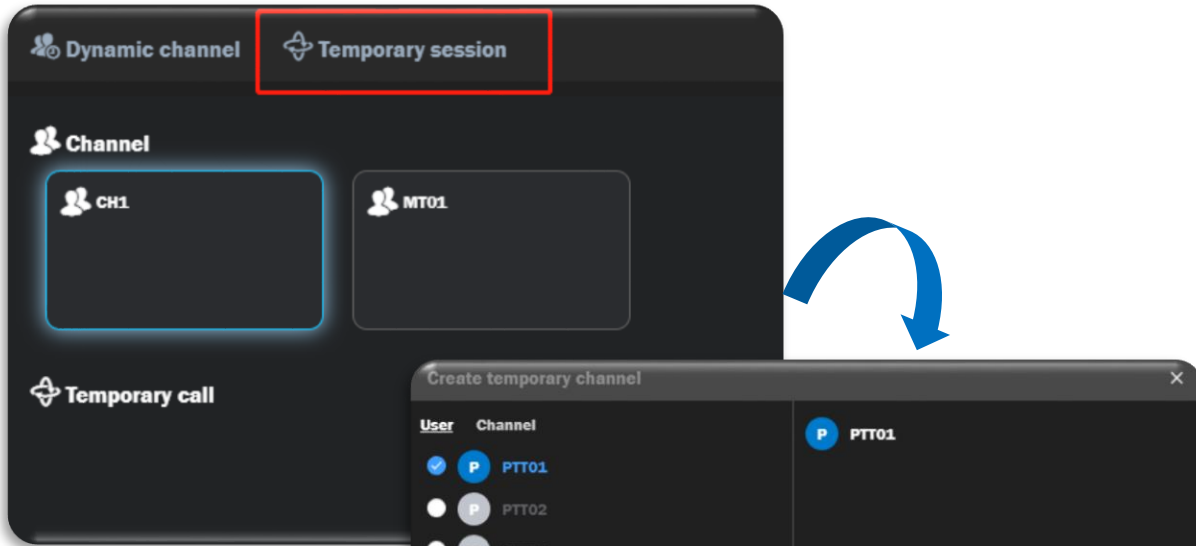 Dynamic channel Temporary session
Channel
CH1 MT01
Temporary call
Create temporary channel ×
User Channel
P PTT01
P PTT02
P PTT01